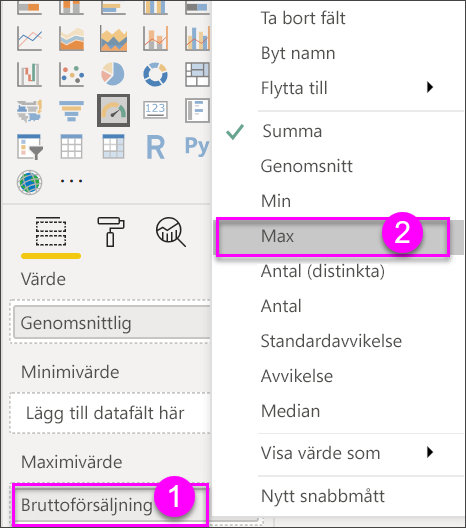 123
R
Py
Värde
Genomsnittlig
Minimivärde
Lägg till datafält här
Maximivärde
Bruttoförsäljning
1
Ta bort fält
Byt namn
Flytta till
Summa
Genomsnitt
Min
Max
2
Antal (distinkta)
Antal
Standardavvikelse
Avvikelse
Median
Visa värde som
Nytt snabbmått